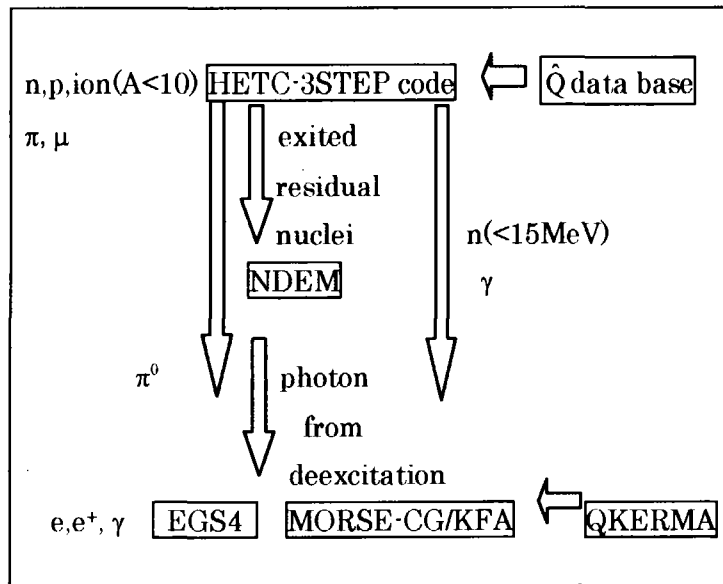 n,p,ion(A<10) HETC-3STEP code Q̂ data base
π, μ exited
residual
nuclei n(<15MeV)
NDEM γ
π⁰ photon
from
deexcitation
e,e⁺, γ EGS4 MORSE-CG/KFA QKERMA